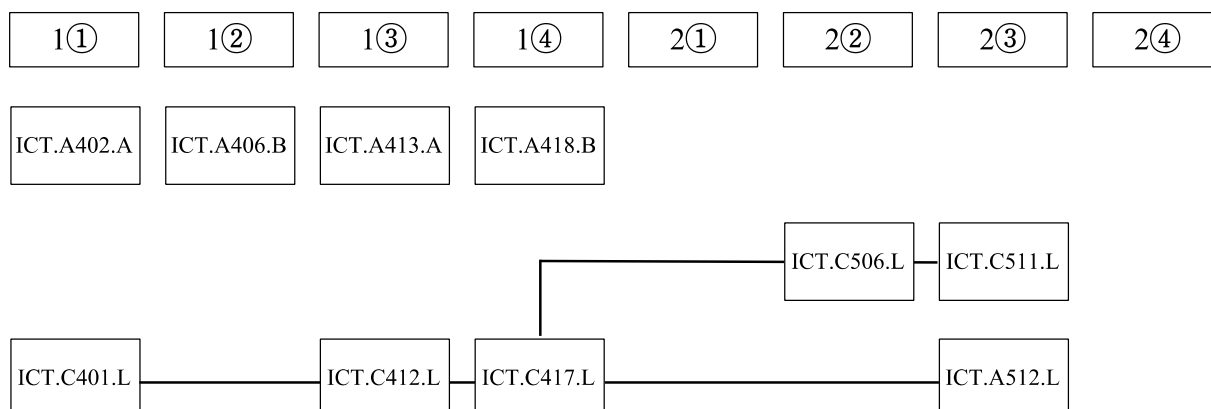 1① 1② 1③ 1④ 2① 2② 2③ 2④
ICT.A402.A ICT.A406.B ICT.A413.A ICT.A418.B
ICT.C506.L ICT.C511.L
ICT.C401.L ICT.C412.L ICT.C417.L ICT.A512.L